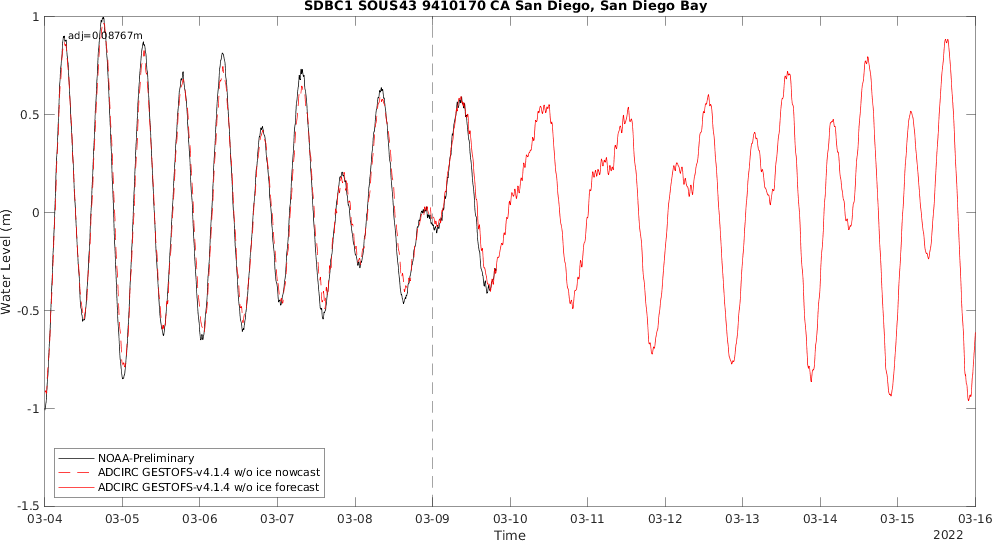 SDBC1 SOUS43 9410170 CA San Diego, San Diego Bay
1
adj=0.08767m
0.5
0
-0.5
-1
-1.5
Water Level (m)
NOAA-Preliminary
ADCIRC GESTOFS-v4.1.4 w/o ice nowcast
ADCIRC GESTOFS-v4.1.4 w/o ice forecast
03-04 03-05 03-06 03-07 03-08 03-09 03-10 03-11 03-12 03-13 03-14 03-15 03-16
Time
2022